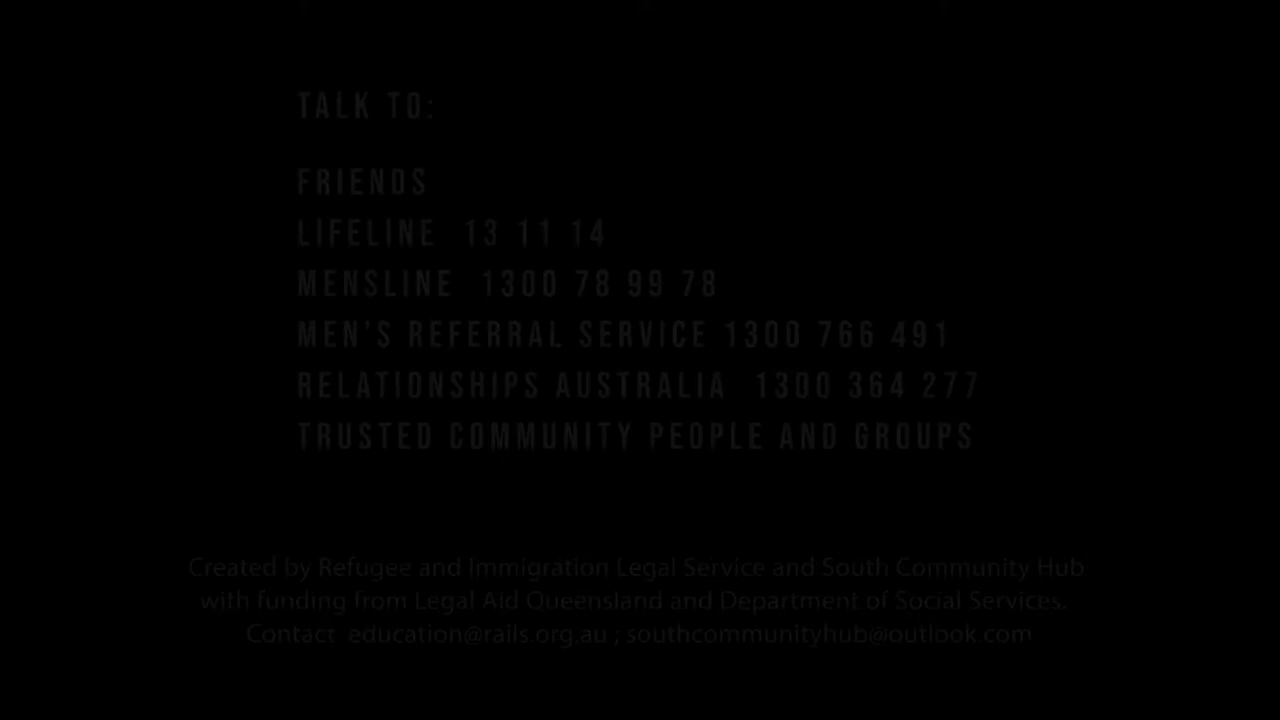 TALK TO:
FRIENDS
LIFELINE 13 11 14
MENSLINE 1300 78 99 78
MEN'S REFERRAL SERVICE 1300 766 491
RELATIONSHIPS AUSTRALIA 1300 364 277
TRUSTED COMMUNITY PEOPLE AND GROUPS
Created by Refugee and Immigration Legal Service and South Community Hub
with funding from Legal Aid Queensland and Department of Social Services.
Contact education@rails.org.au ; southcommunityhub@outlook.com